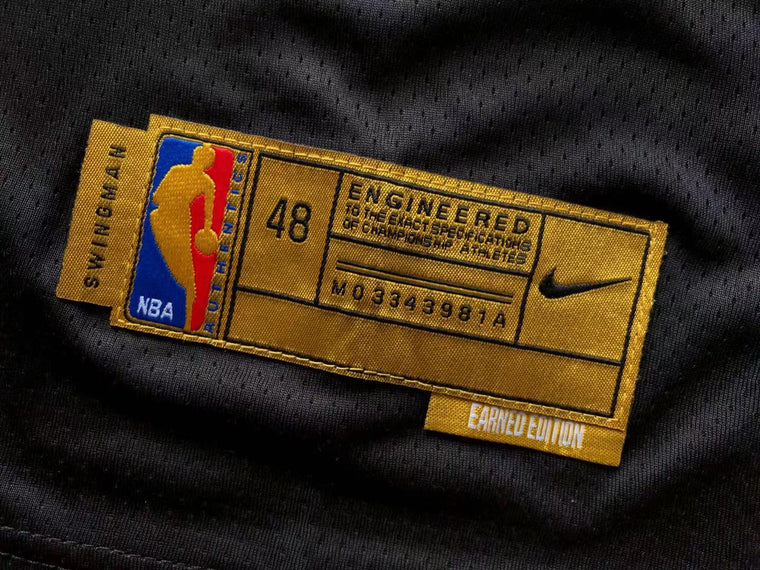 SWINGMAN
NBA
AUTHENTICS
48
ENGINEERED
TO THE EXACT SPECIFICATIONS
OF CHAMPIONSHIP ATHLETES
M03343981A
EARNED EDITION